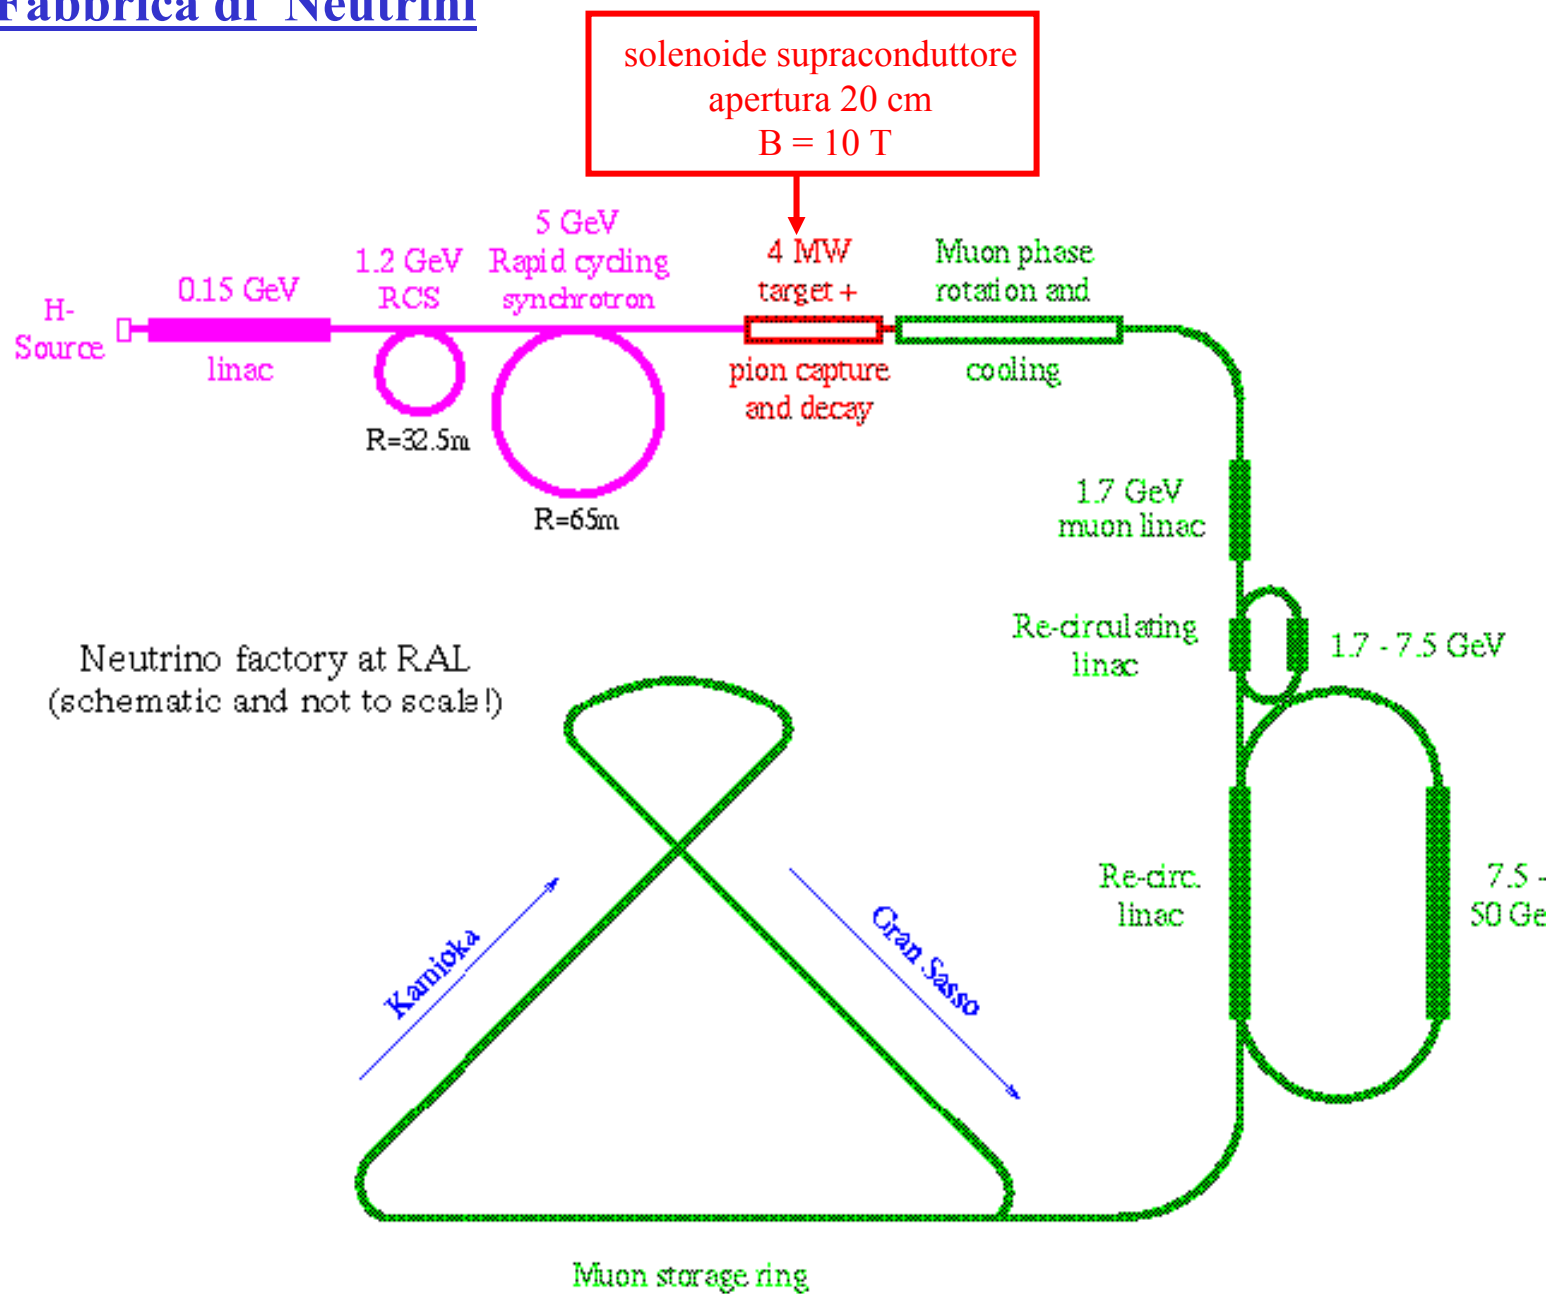 Fabbrica di Neutrini
solenoide supraconduttore
apertura 20 cm
B = 10 T
H-
Source
0.15 GeV
linac
1.2 GeV
RCS
R=32.5m
5 GeV
Rapid cycling
synchrotron
R=65m
4 MW
target +
pion capture
and decay
Muon phase
rotation and
cooling
1.7 GeV
muon linac
Re-circulating
linac
1.7 - 7.5 GeV
Neutrino factory at RAL
(schematic and not to scale!)
Re-circ.
linac
7.5 -
50 Ge
Kamioka
Gran Sasso
Muon storage ring